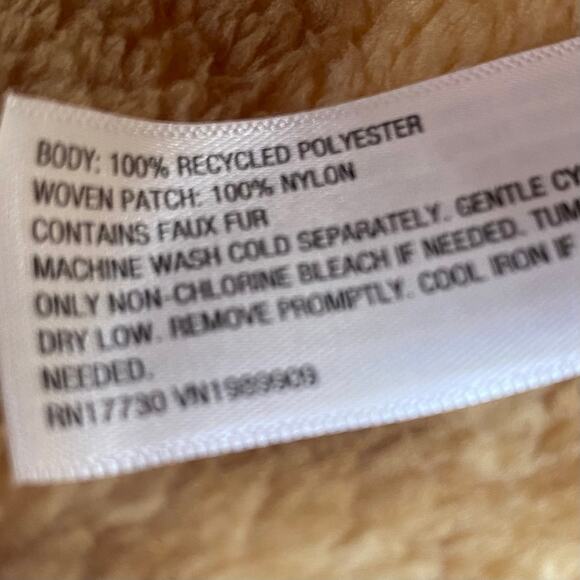 BODY: 100% RECYCLED POLYESTER
WOVEN PATCH: 100% NYLON
CONTAINS FAUX FUR
MACHINE WASH COLD SEPARATELY. GENTLE CY
ONLY NON-CHLORINE BLEACH IF NEEDED. TUM
DRY LOW. REMOVE PROMPTLY. COOL IRON IF
NEEDED.
RN17730 VN1989909